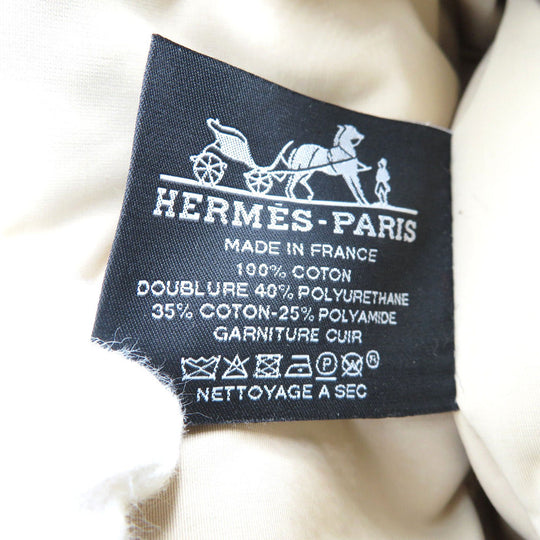 HERMÈS-PARIS
MADE IN FRANCE
100% COTON
DOUBLURE 40% POLYURETHANE
35% COTON-25% POLYAMIDE
GARNITURE CUIR
P ®
NETTOYAGE A SEC